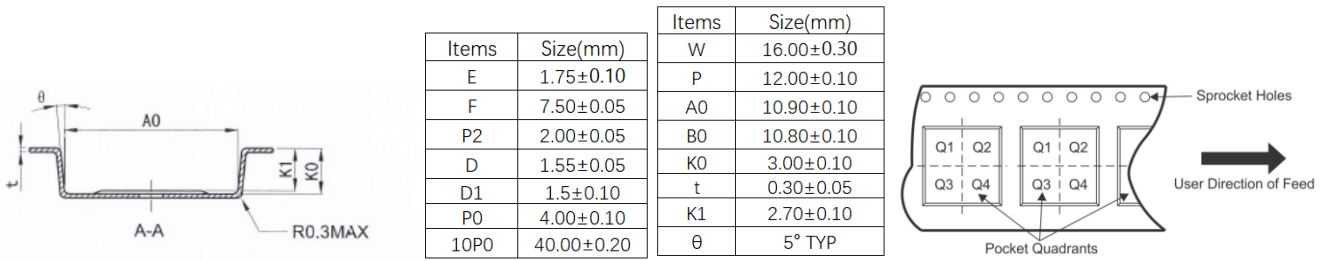 θ
A0
K1
K0
t
A-A
R0.3MAX
Items Size(mm)
E 1.75±0.10
F 7.50±0.05
P2 2.00±0.05
D 1.55±0.05
D1 1.5±0.10
P0 4.00±0.10
10P0 40.00±0.20
Items Size(mm)
W 16.00±0.30
P 12.00±0.10
A0 10.90±0.10
B0 10.80±0.10
K0 3.00±0.10
t 0.30±0.05
K1 2.70±0.10
θ 5° TYP
Sprocket Holes
Q1 Q2 Q1 Q2
Q3 Q4 Q3 Q4
User Direction of Feed
Pocket Quadrants